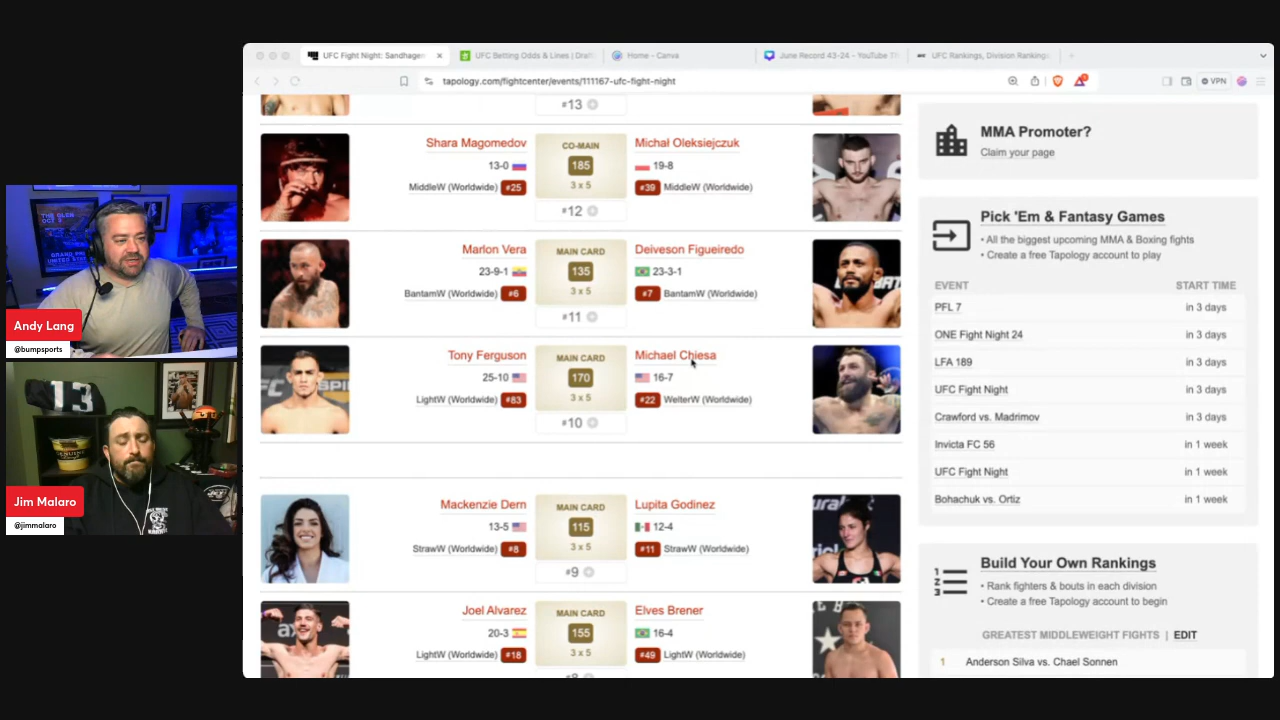 UFC Fight Night: Sandhagen
UFC Betting Odds & Lines | Draft
Home – Canva
June Record 43-24 – YouTube Th
UFC Rankings, Division Rankings
tapology.com/fightcenter/events/111167-ufc-fight-night
VPN
#13
Shara Magomedov
CO-MAIN
Michał Oleksiejczuk
13-0
185
19-8
MiddleW (Worldwide) #25
3 x 5
#39 MiddleW (Worldwide)
#12
Marlon Vera
MAIN CARD
Deiveson Figueiredo
23-9-1
135
23-3-1
BantamW (Worldwide) #6
3 x 5
#7 BantamW (Worldwide)
#11
Tony Ferguson
MAIN CARD
Michael Chiesa
25-10
170
16-7
LightW (Worldwide) #83
3 x 5
#22 WelterW (Worldwide)
#10
Mackenzie Dern
MAIN CARD
Lupita Godinez
13-5
115
12-4
StrawW (Worldwide) #8
3 x 5
#11 StrawW (Worldwide)
#9
Joel Alvarez
MAIN CARD
Elves Brener
20-3
155
16-4
LightW (Worldwide) #18
3 x 5
#49 LightW (Worldwide)
MMA Promoter?
Claim your page
Pick 'Em & Fantasy Games
• All the biggest upcoming MMA & Boxing fights
• Create a free Tapology account to play
EVENT START TIME
PFL 7 in 3 days
ONE Fight Night 24 in 3 days
LFA 189 in 3 days
UFC Fight Night in 3 days
Crawford vs. Madrimov in 3 days
Invicta FC 56 in 1 week
UFC Fight Night in 1 week
Bohachuk vs. Ortiz in 1 week
Build Your Own Rankings
• Rank fighters & bouts in each division
• Create a free Tapology account to begin
GREATEST MIDDLEWEIGHT FIGHTS | EDIT
1 Anderson Silva vs. Chael Sonnen
THE GLEN
Andy Lang
@bumpsports
13
Jim Malaro
@jimmalaro